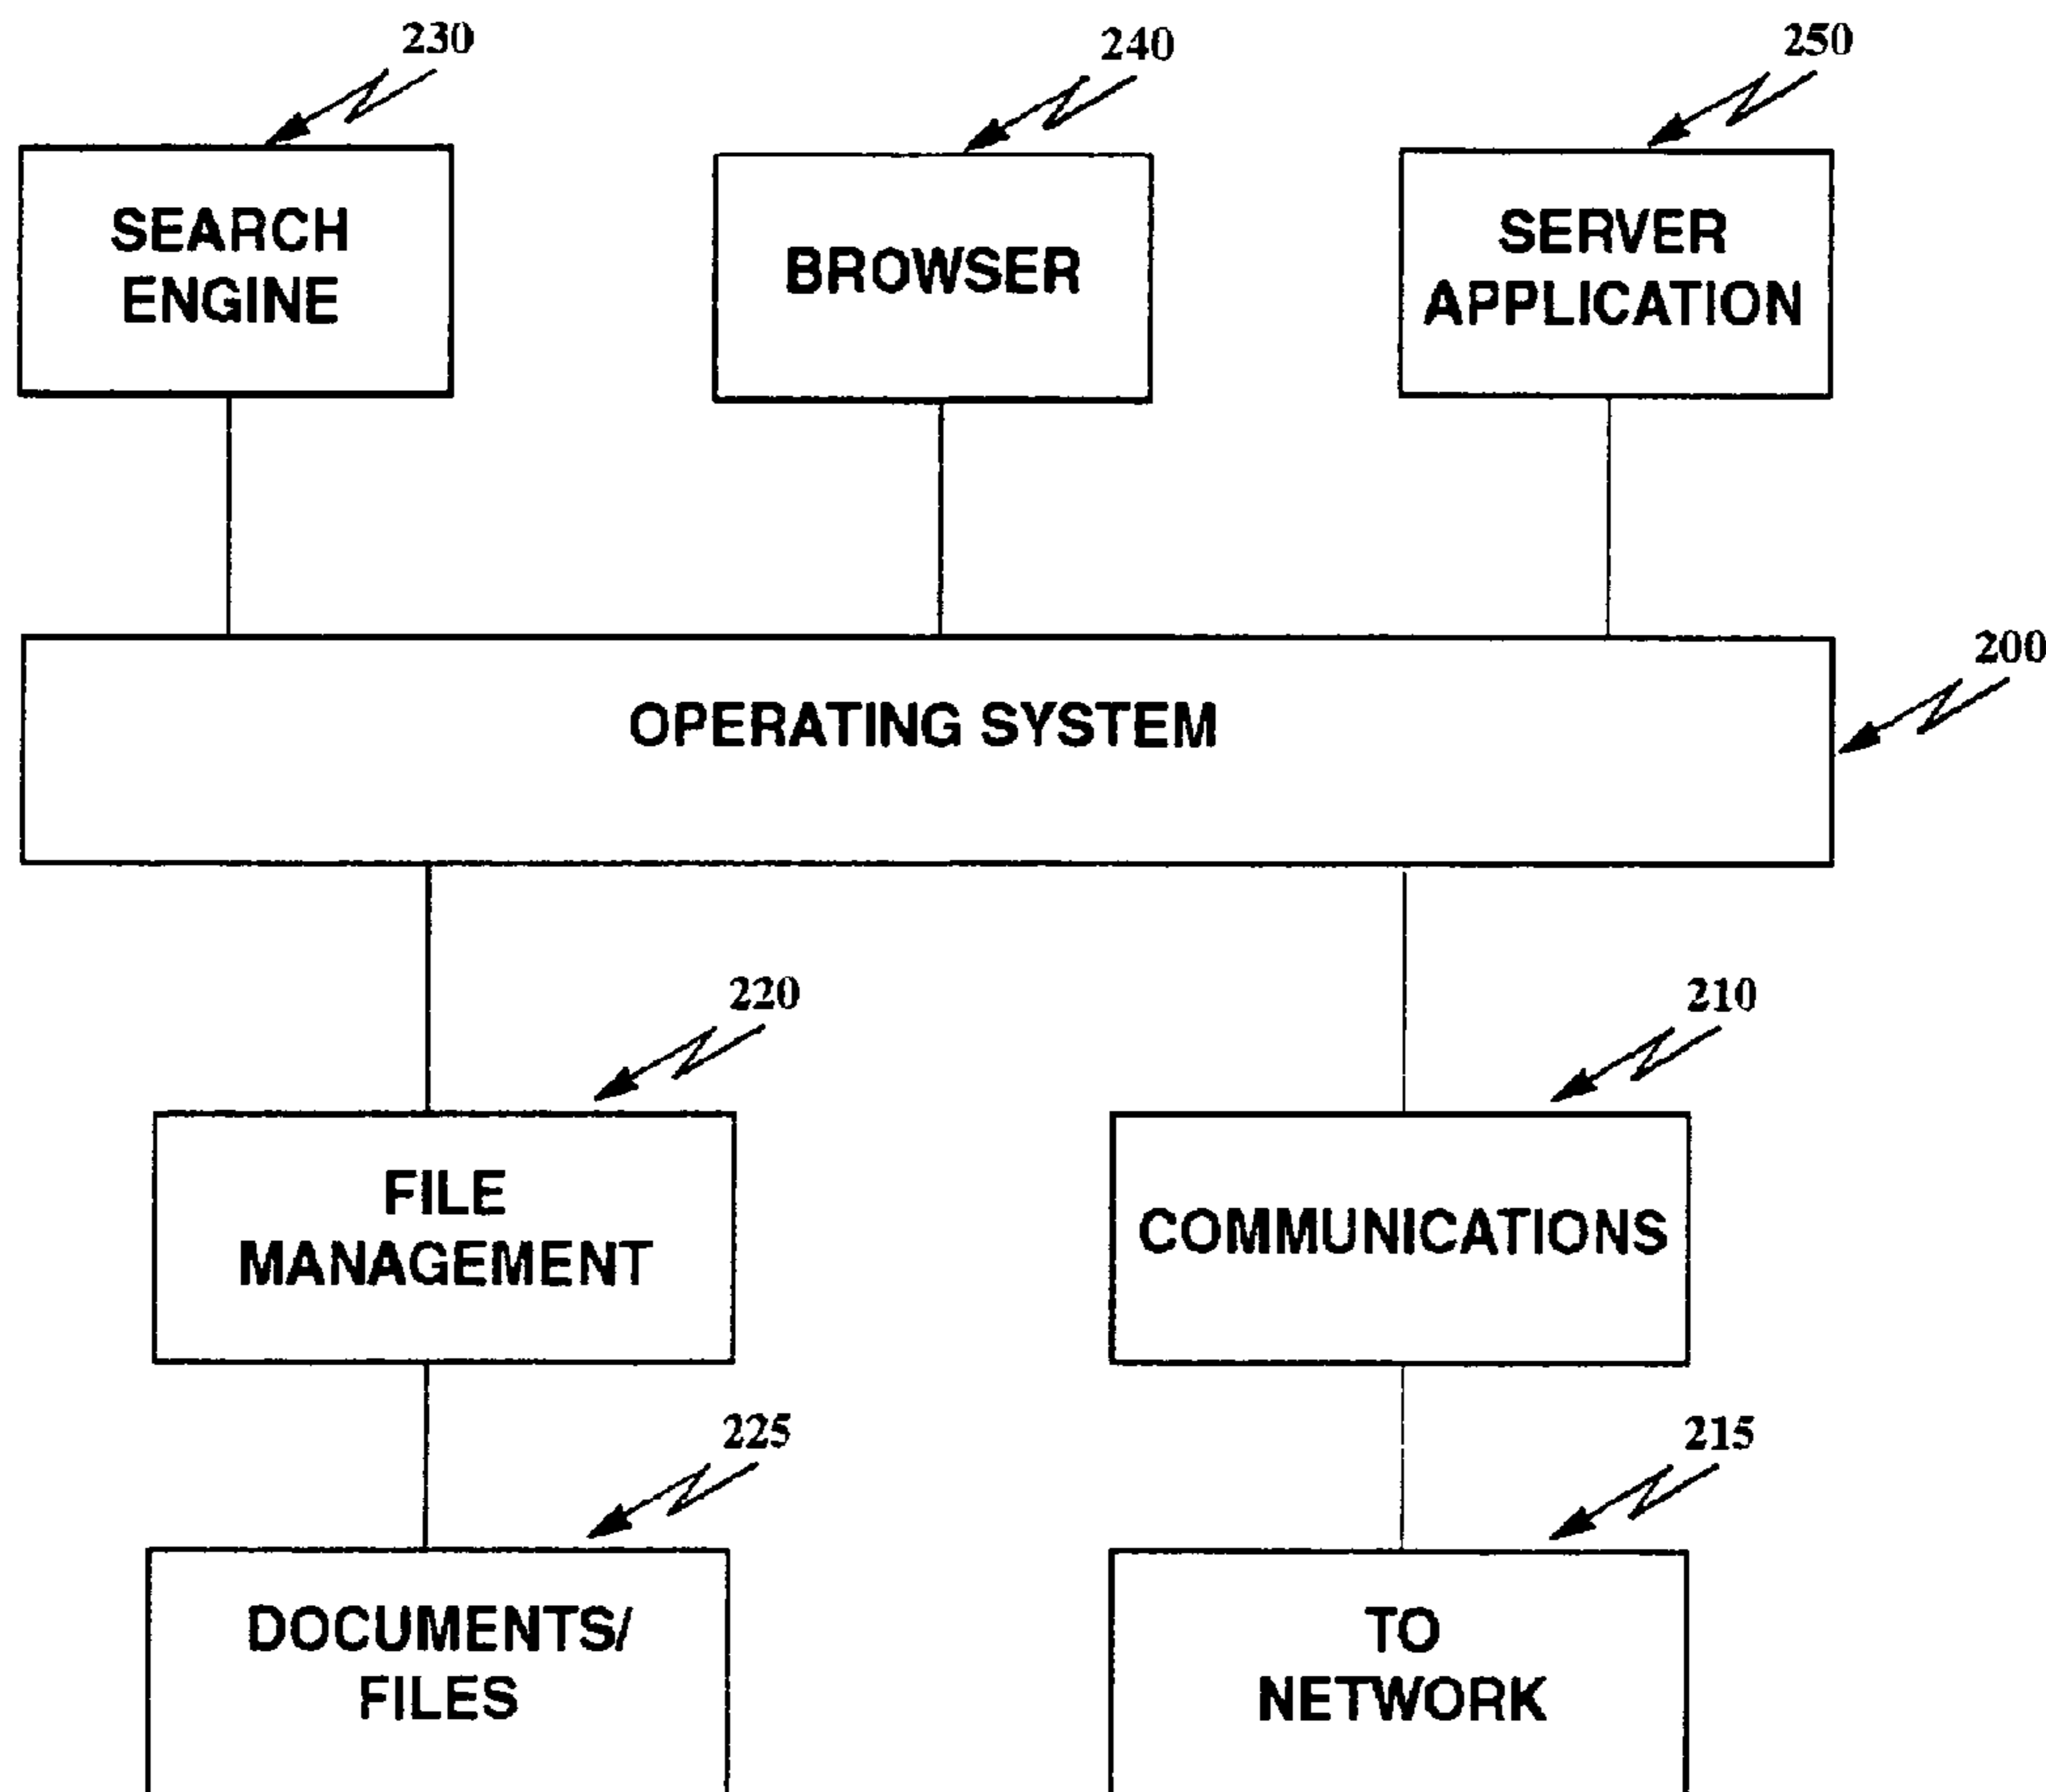 230
240
250
SEARCH
ENGINE
BROWSER
SERVER
APPLICATION
200
OPERATING SYSTEM
220
210
FILE
MANAGEMENT
COMMUNICATIONS
225
215
DOCUMENTS/
FILES
TO
NETWORK